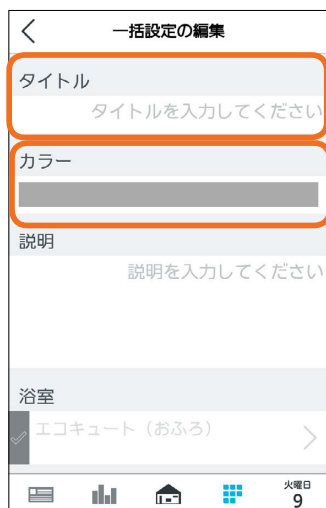 一括設定の編集
タイトル
タイトルを入力してください
カラー
説明
説明を入力してください
浴室
エコキュート（おふろ）
火曜日
9